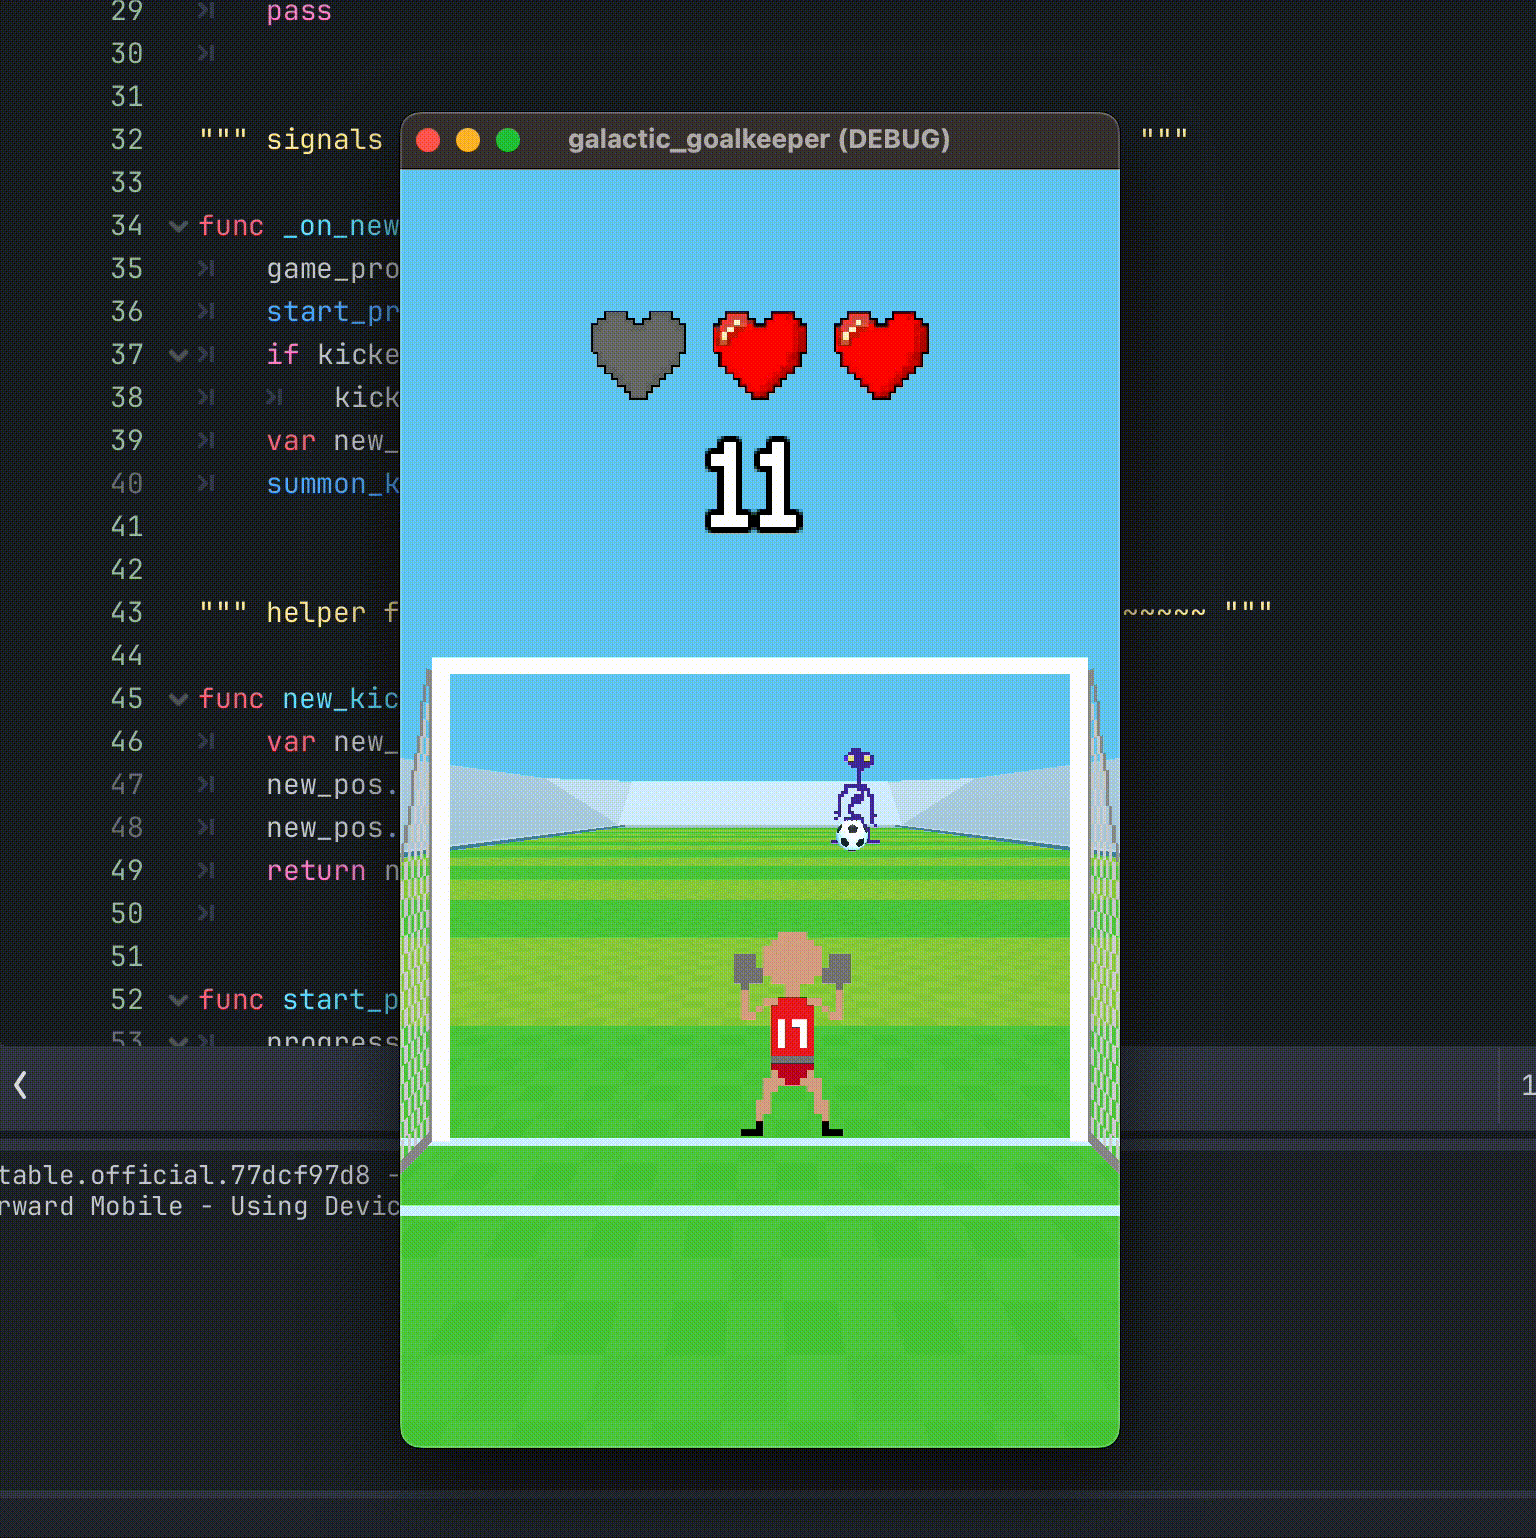 29 pass
30
31
32 """ signals """
33
34 func _on_new
35 game_pro
36 start_pr
37 if kicke
38 kick
39 var new_
40 summon_k
41
42
43 """ helper f ~~~~~ """
44
45 func new_kic
46 var new_
47 new_pos.
48 new_pos.
49 return n
50
51
52 func start_p
53 progress
galactic_goalkeeper (DEBUG)
11
17
1
table.official.77dcf97d8 -
rward Mobile - Using Devic